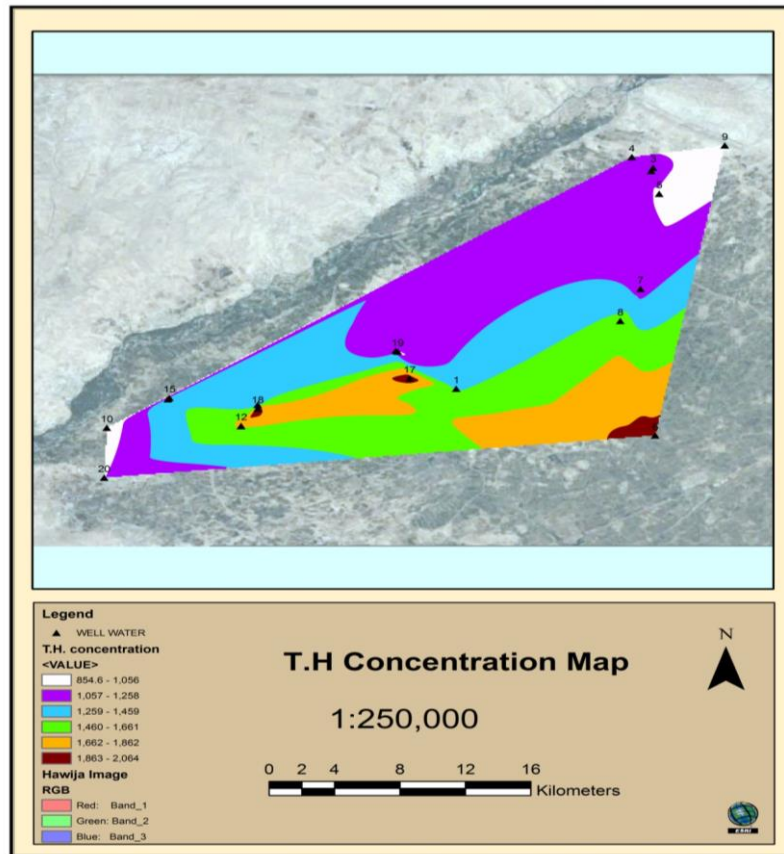 9
4
3
7
8
19
17
1
15
18
12
10
20
Legend
WELL WATER
T.H. concentration
<VALUE>
854.6 - 1,056
1,057 - 1,258
1,259 - 1,459
1,460 - 1,661
1,662 - 1,862
1,863 - 2,064
Hawija Image
RGB
Red: Band_1
Green: Band_2
Blue: Band_3
T.H Concentration Map
1:250,000
0 2 4 8 12 16
Kilometers
N
ESRI